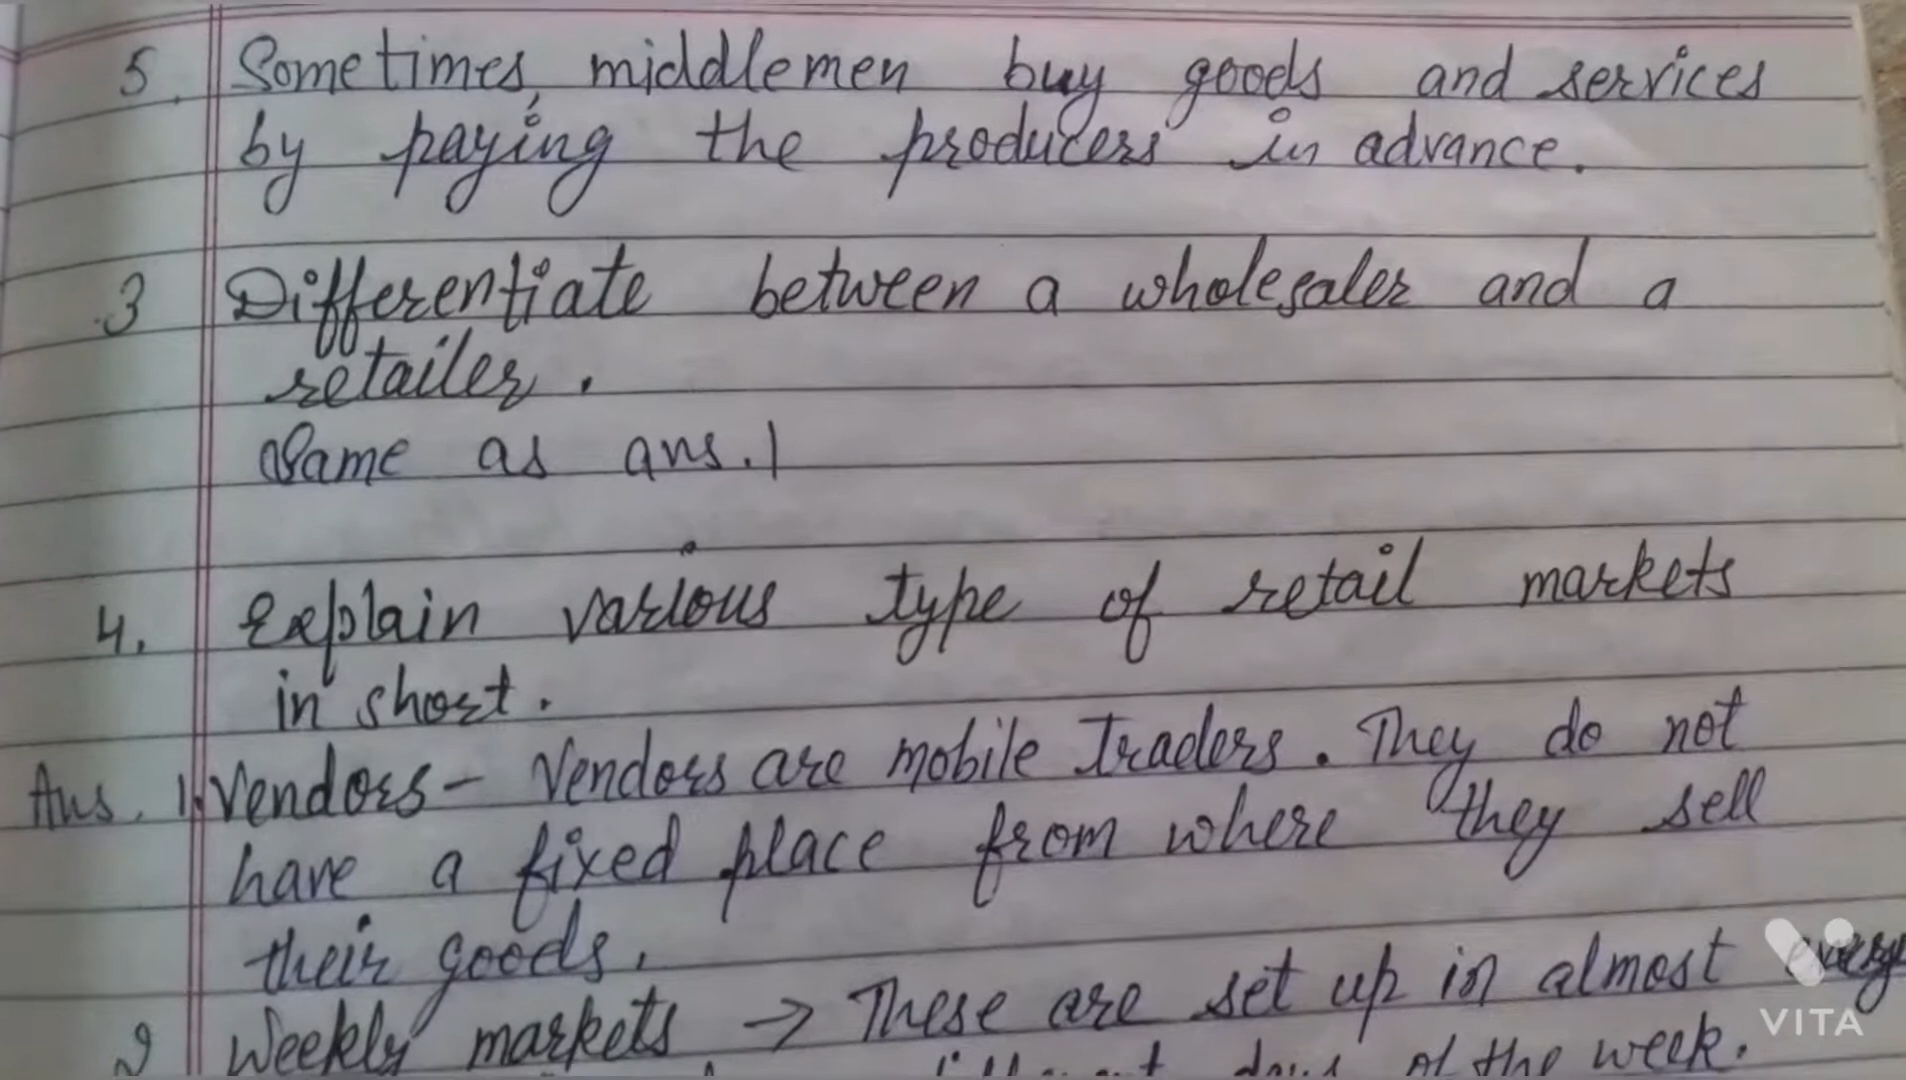 5. Sometimes, middlemen buy goods and services
by paying the producers in advance.
3 Differentiate between a wholesaler and a
retailer.
Same as ans. 1
4. Explain various type of retail markets
in short.
Ans. 1. Vendors - Vendors are mobile traders. They do not
have a fixed place from where they sell
their goods.
2 Weekly markets → These are set up in almost every
days of the week.
VITA